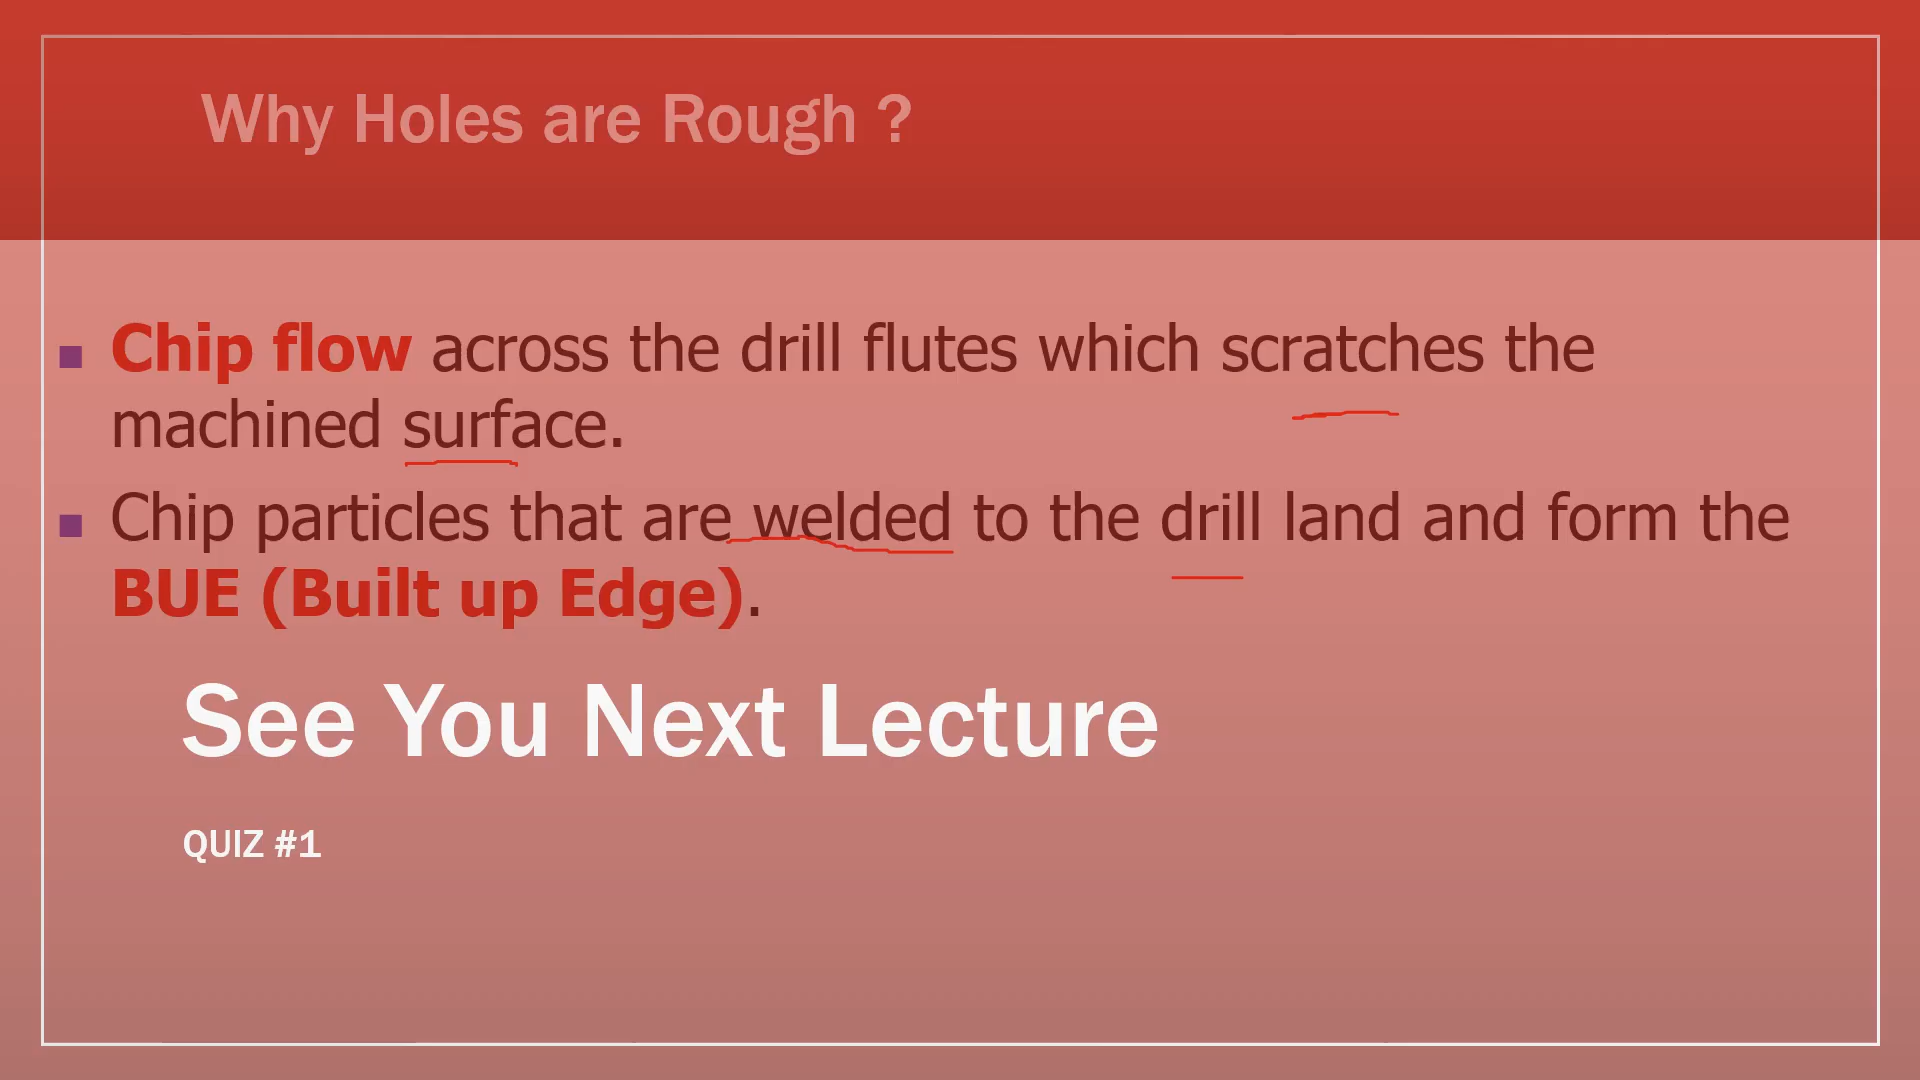 Why Holes are Rough ?
▪ Chip flow across the drill flutes which scratches the
machined surface.
▪ Chip particles that are welded to the drill land and form the
BUE (Built up Edge).
See You Next Lecture
QUIZ #1